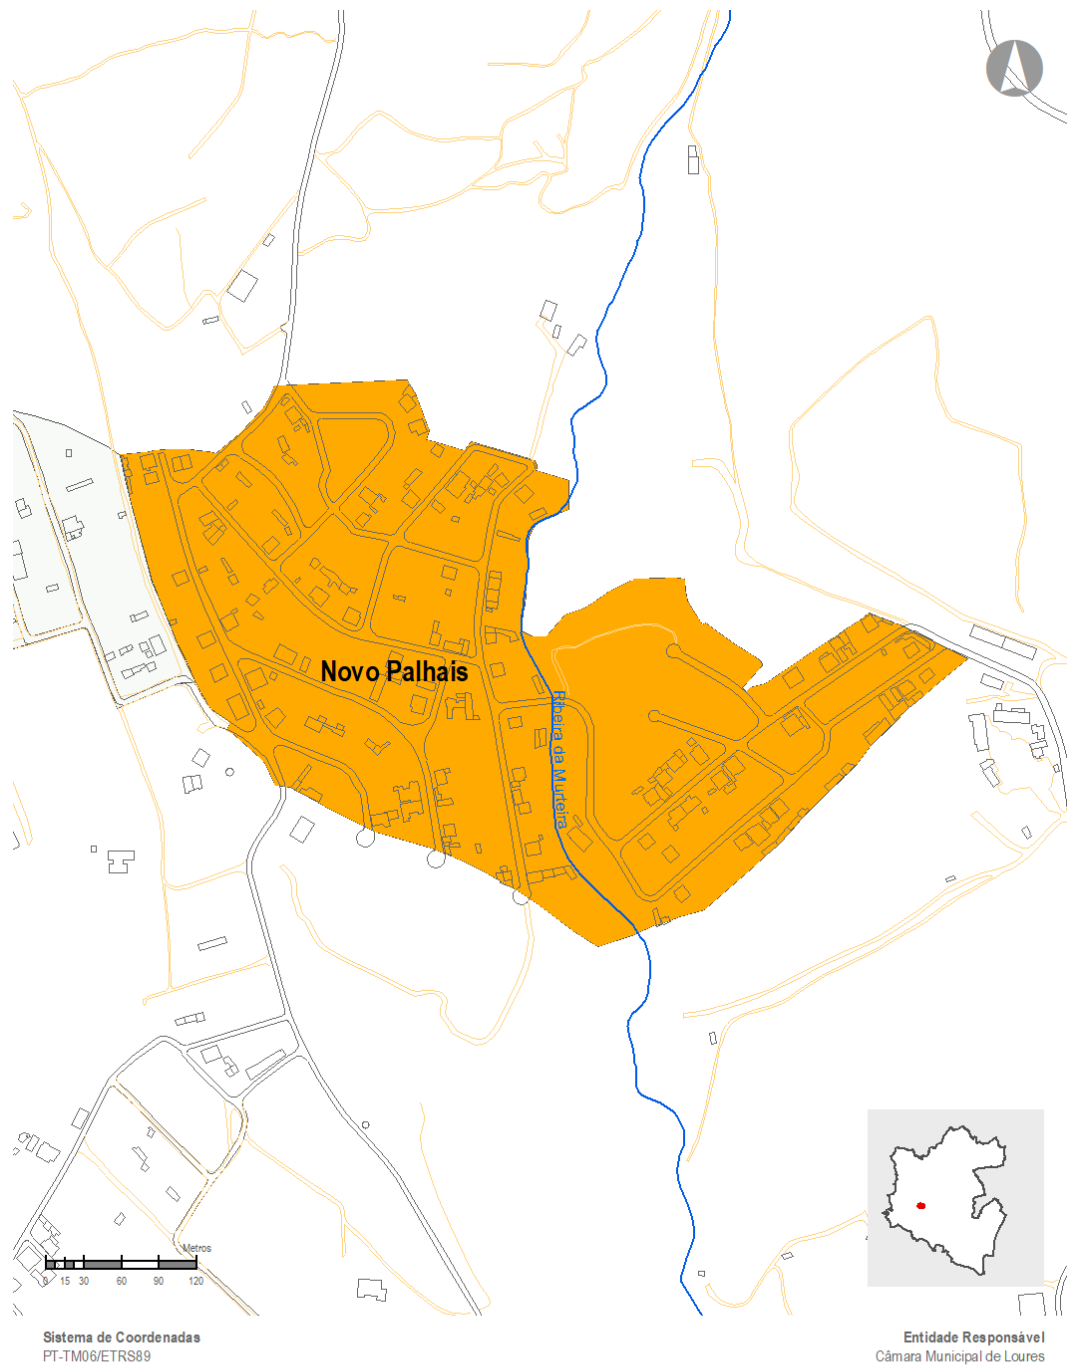 Novo Palhais
Ribeira da Murteira
Metros
0 15 30 60 90 120
Sistema de Coordenadas
PT-TM06/ETRS89
Entidade Responsável
Câmara Municipal de Loures